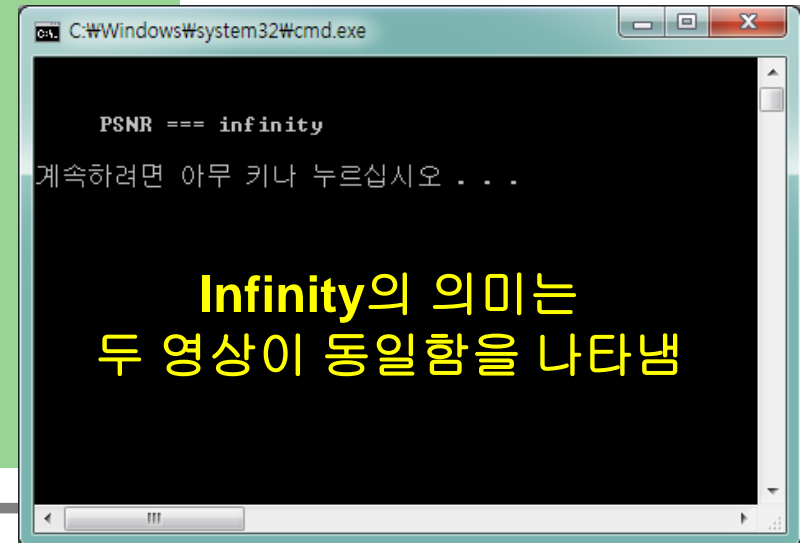 C:₩Windows₩system32₩cmd.exe
PSNR === infinity
계속하려면 아무 키나 누르십시오 . . .
Infinity의 의미는
두 영상이 동일함을 나타냄